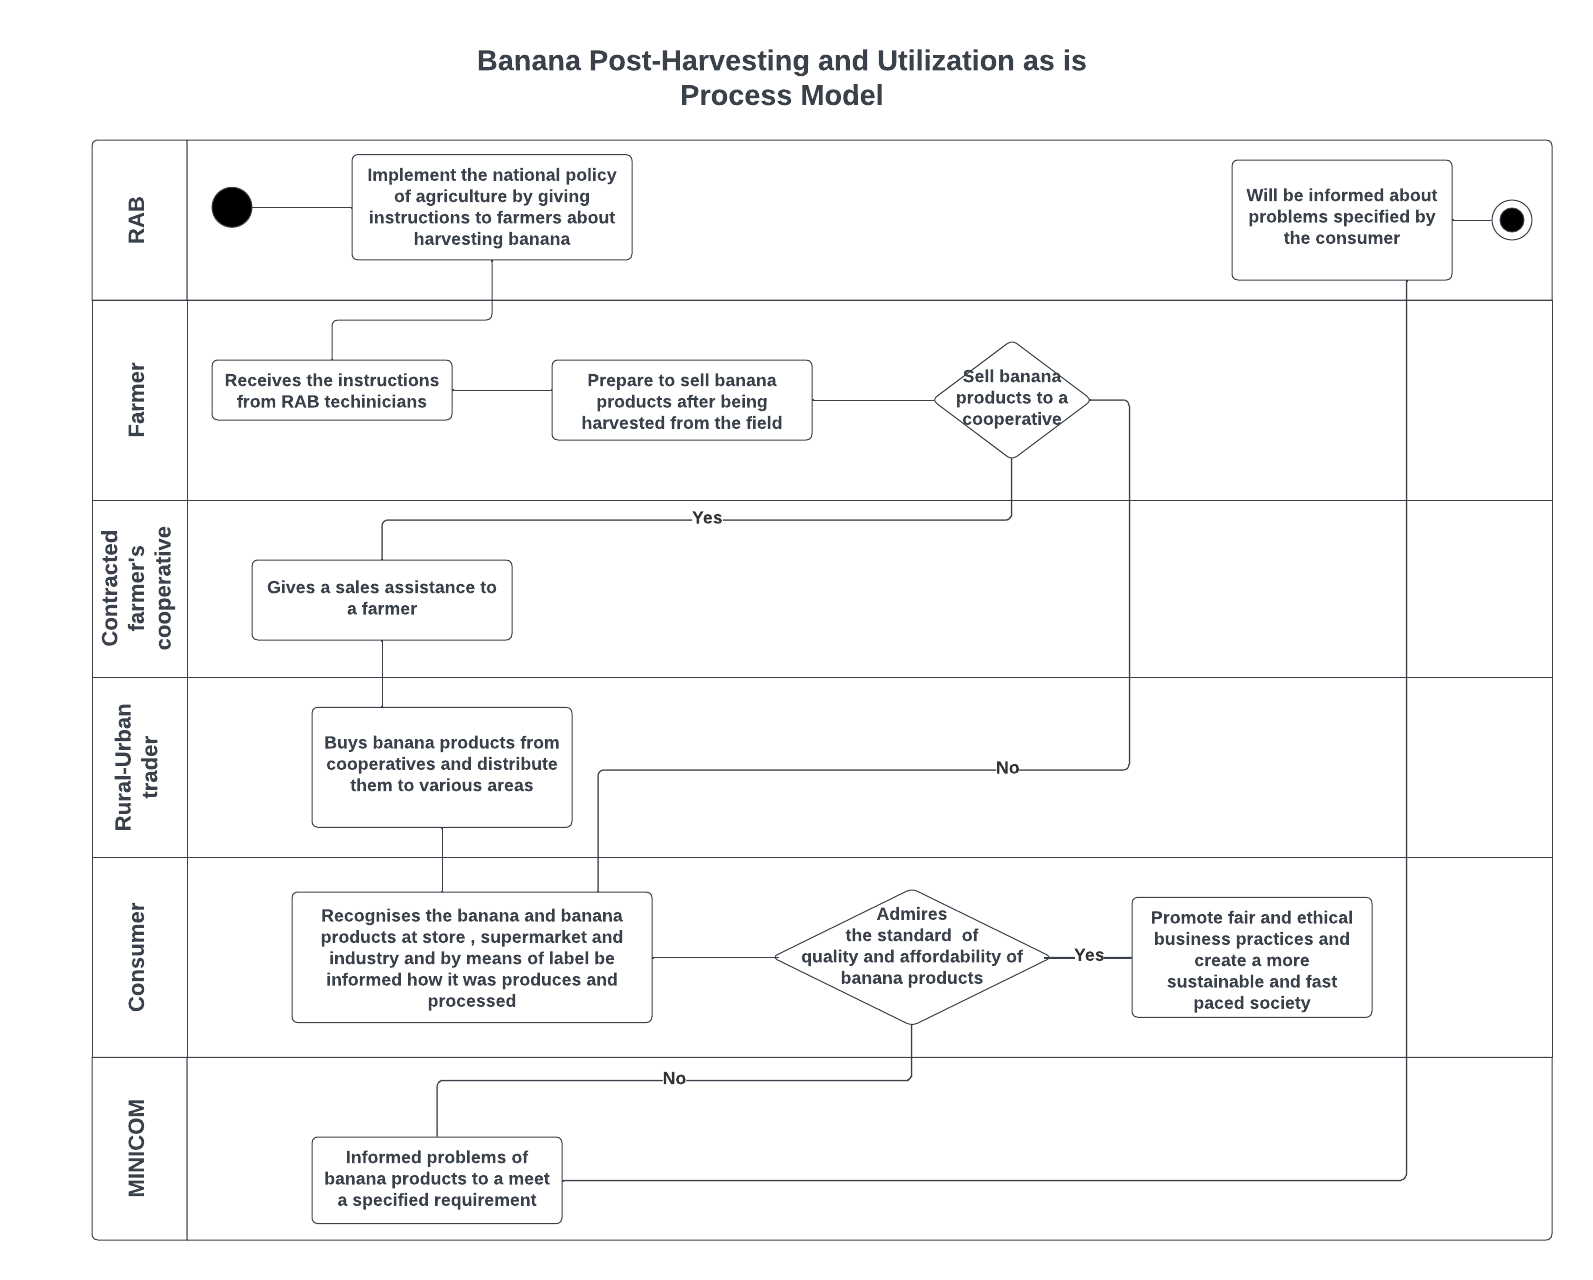 Banana Post-Harvesting and Utilization as is
Process Model
RAB
Implement the national policy
of agriculture by giving
instructions to farmers about
harvesting banana
Will be informed about
problems specified by
the consumer
Farmer
Receives the instructions
from RAB techinicians
Prepare to sell banana
products after being
harvested from the field
Sell banana
products to a
cooperative
Contracted
farmer's
cooperative
Yes
Gives a sales assistance to
a farmer
Rural-Urban
trader
Buys banana products from
cooperatives and distribute
them to various areas
No
Consumer
Recognises the banana and banana
products at store , supermarket and
industry and by means of label be
informed how it was produces and
processed
Admires
the standard  of
quality and affordability of
banana products
Yes
Promote fair and ethical
business practices and
create a more
sustainable and fast
paced society
MINICOM
No
Informed problems of
banana products to a meet
a specified requirement